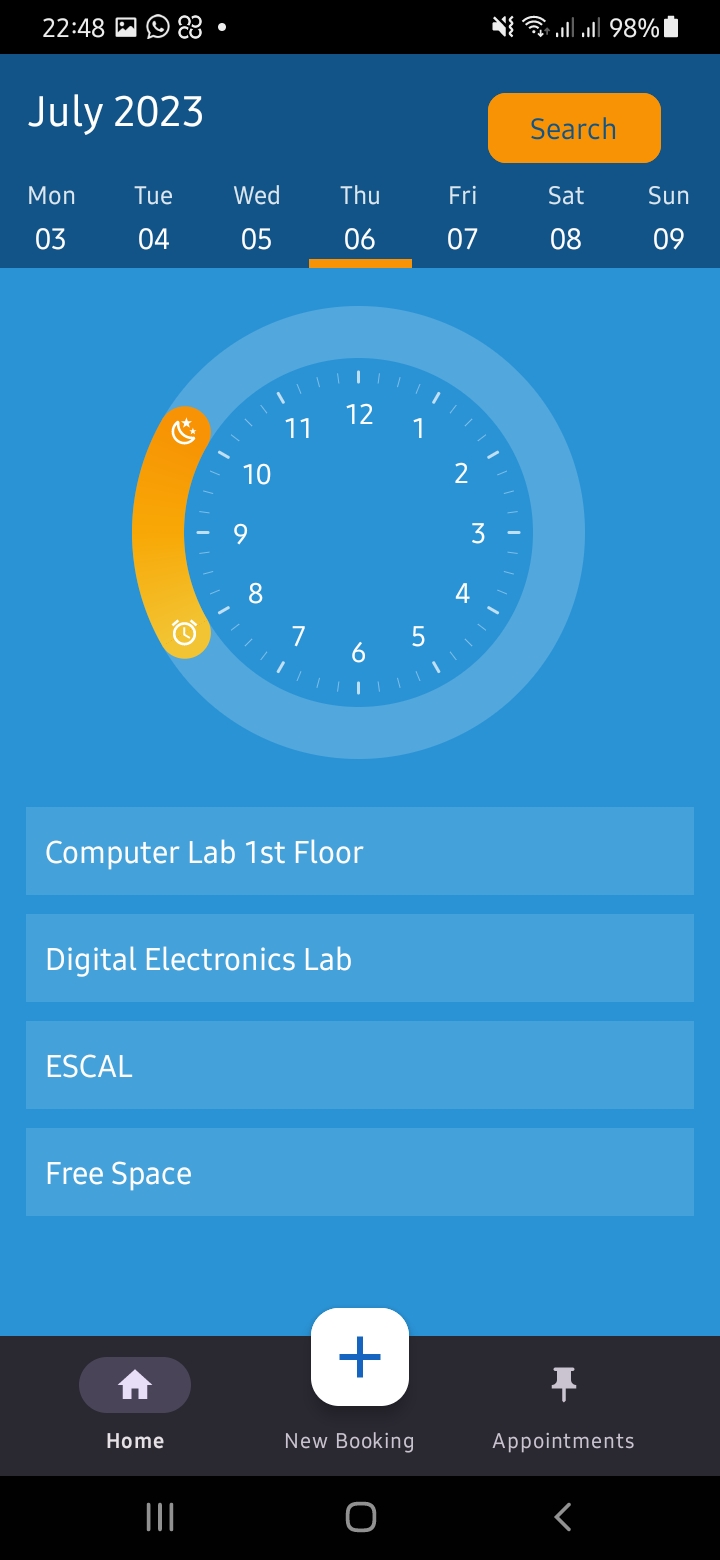 22:48 98%
July 2023
Search
Mon Tue Wed Thu Fri Sat Sun
03 04 05 06 07 08 09
12
11 1
10 2
9 3
8 4
7 5
6
Computer Lab 1st Floor
Digital Electronics Lab
ESCAL
Free Space
Home New Booking Appointments